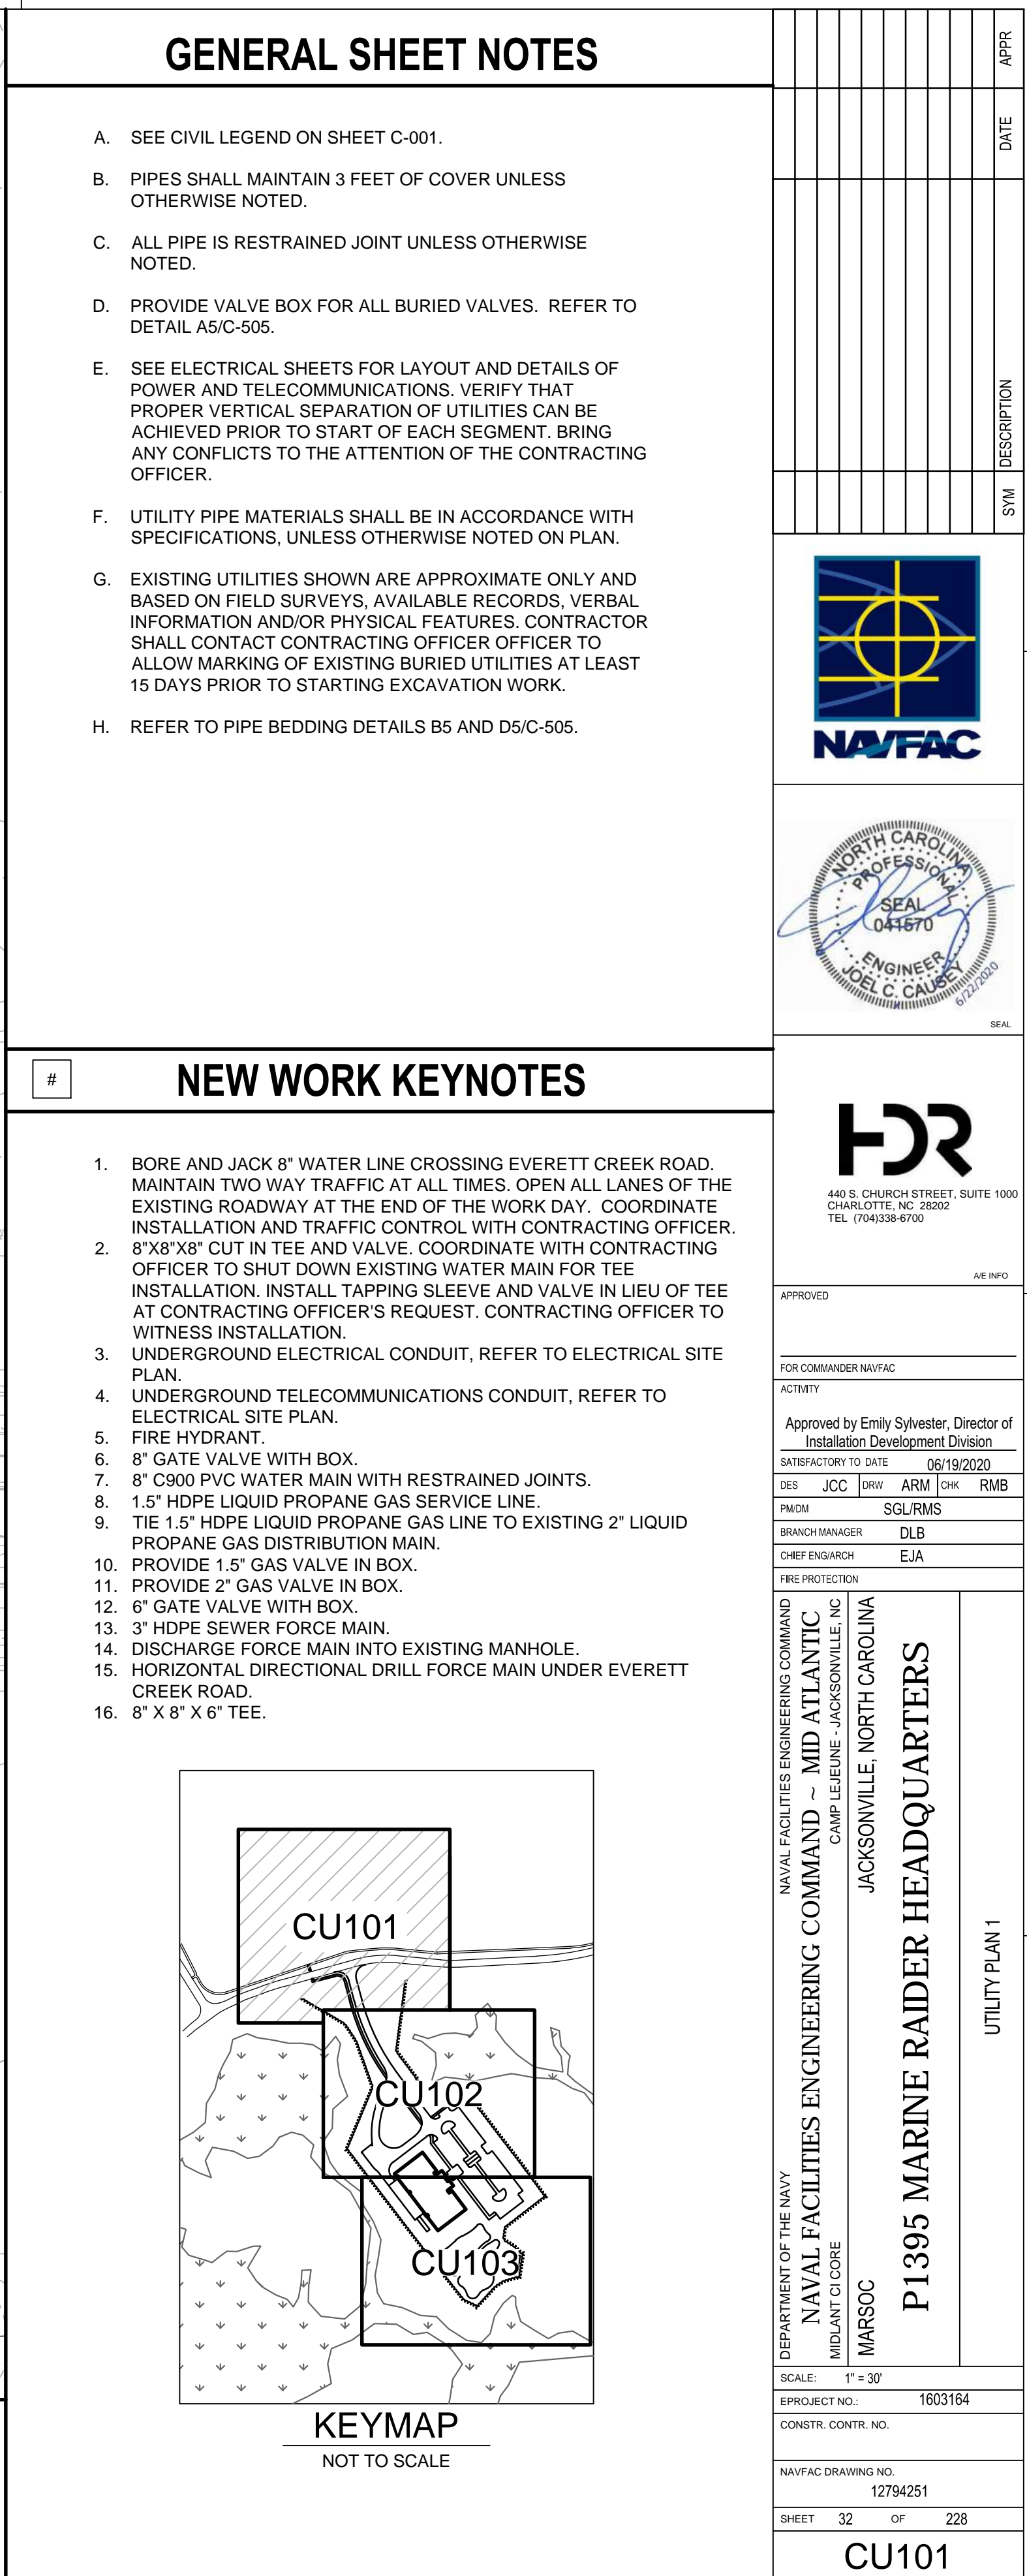 GENERAL SHEET NOTES
A. SEE CIVIL LEGEND ON SHEET C-001.
B. PIPES SHALL MAINTAIN 3 FEET OF COVER UNLESS
OTHERWISE NOTED.
C. ALL PIPE IS RESTRAINED JOINT UNLESS OTHERWISE
NOTED.
D. PROVIDE VALVE BOX FOR ALL BURIED VALVES. REFER TO
DETAIL A5/C-505.
E. SEE ELECTRICAL SHEETS FOR LAYOUT AND DETAILS OF
POWER AND TELECOMMUNICATIONS. VERIFY THAT
PROPER VERTICAL SEPARATION OF UTILITIES CAN BE
ACHIEVED PRIOR TO START OF EACH SEGMENT. BRING
ANY CONFLICTS TO THE ATTENTION OF THE CONTRACTING
OFFICER.
F. UTILITY PIPE MATERIALS SHALL BE IN ACCORDANCE WITH
SPECIFICATIONS, UNLESS OTHERWISE NOTED ON PLAN.
G. EXISTING UTILITIES SHOWN ARE APPROXIMATE ONLY AND
BASED ON FIELD SURVEYS, AVAILABLE RECORDS, VERBAL
INFORMATION AND/OR PHYSICAL FEATURES. CONTRACTOR
SHALL CONTACT CONTRACTING OFFICER OFFICER TO
ALLOW MARKING OF EXISTING BURIED UTILITIES AT LEAST
15 DAYS PRIOR TO STARTING EXCAVATION WORK.
H. REFER TO PIPE BEDDING DETAILS B5 AND D5/C-505.
# NEW WORK KEYNOTES
1. BORE AND JACK 8" WATER LINE CROSSING EVERETT CREEK ROAD.
MAINTAIN TWO WAY TRAFFIC AT ALL TIMES. OPEN ALL LANES OF THE
EXISTING ROADWAY AT THE END OF THE WORK DAY. COORDINATE
INSTALLATION AND TRAFFIC CONTROL WITH CONTRACTING OFFICER.
2. 8"X8"X8" CUT IN TEE AND VALVE. COORDINATE WITH CONTRACTING
OFFICER TO SHUT DOWN EXISTING WATER MAIN FOR TEE
INSTALLATION. INSTALL TAPPING SLEEVE AND VALVE IN LIEU OF TEE
AT CONTRACTING OFFICER'S REQUEST. CONTRACTING OFFICER TO
WITNESS INSTALLATION.
3. UNDERGROUND ELECTRICAL CONDUIT, REFER TO ELECTRICAL SITE
PLAN.
4. UNDERGROUND TELECOMMUNICATIONS CONDUIT, REFER TO
ELECTRICAL SITE PLAN.
5. FIRE HYDRANT.
6. 8" GATE VALVE WITH BOX.
7. 8" C900 PVC WATER MAIN WITH RESTRAINED JOINTS.
8. 1.5" HDPE LIQUID PROPANE GAS SERVICE LINE.
9. TIE 1.5" HDPE LIQUID PROPANE GAS LINE TO EXISTING 2" LIQUID
PROPANE GAS DISTRIBUTION MAIN.
10. PROVIDE 1.5" GAS VALVE IN BOX.
11. PROVIDE 2" GAS VALVE IN BOX.
12. 6" GATE VALVE WITH BOX.
13. 3" HDPE SEWER FORCE MAIN.
14. DISCHARGE FORCE MAIN INTO EXISTING MANHOLE.
15. HORIZONTAL DIRECTIONAL DRILL FORCE MAIN UNDER EVERETT
CREEK ROAD.
16. 8" X 8" X 6" TEE.
CU101
CU102
CU103
KEYMAP
NOT TO SCALE
APPR
DATE
DESCRIPTION
SYM
NAVFAC
NORTH CAROLINA
PROFESSIONAL
SEAL
041570
ENGINEER
JOEL C. CAUSEY
6/22/2020
SEAL
HDR
440 S. CHURCH STREET, SUITE 1000
CHARLOTTE, NC 28202
TEL (704)338-6700
A/E INFO
APPROVED
FOR COMMANDER NAVFAC
ACTIVITY
Approved by Emily Sylvester, Director of
Installation Development Division
SATISFACTORY TO DATE 06/19/2020
DES JCC DRW ARM CHK RMB
PM/DM SGL/RMS
BRANCH MANAGER DLB
CHIEF ENG/ARCH EJA
FIRE PROTECTION
DEPARTMENT OF THE NAVY NAVAL FACILITIES ENGINEERING COMMAND
NAVAL FACILITIES ENGINEERING COMMAND ~ MID ATLANTIC
MIDLANT CI CORE CAMP LEJEUNE - JACKSONVILLE, NC
MARSOC JACKSONVILLE, NORTH CAROLINA
P1395 MARINE RAIDER HEADQUARTERS
UTILITY PLAN 1
SCALE: 1" = 30'
EPROJECT NO.: 1603164
CONSTR. CONTR. NO.
NAVFAC DRAWING NO.
12794251
SHEET 32 OF 228
CU101